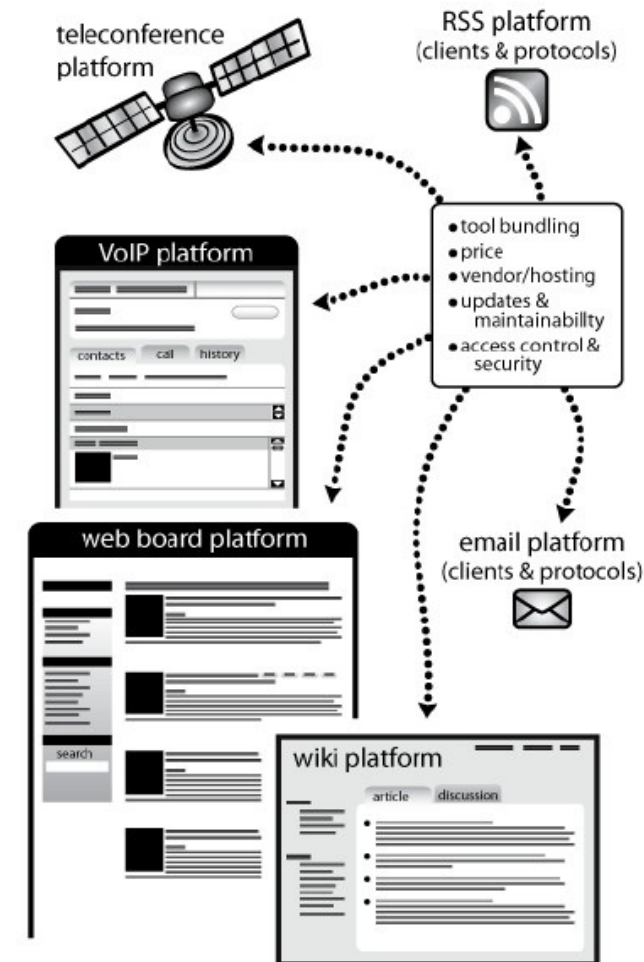 teleconference
platform
RSS platform
(clients & protocols)
• tool bundling
• price
• vendor/hosting
• updates &
maintainability
• access control &
security
VoIP platform
contacts
call
history
web board platform
search
email platform
(clients & protocols)
wiki platform
article
discussion